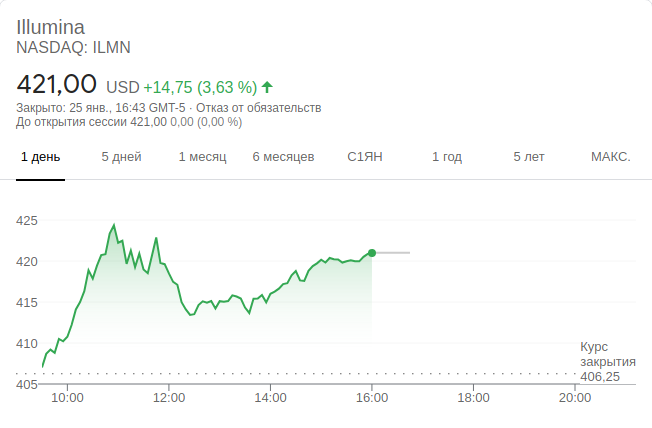 Illumina
NASDAQ: ILMN
421,00 USD +14,75 (3,63 %)
Закрыто: 25 янв., 16:43 GMT-5 · Отказ от обязательств
До открытия сессии 421,00 0,00 (0,00 %)
1 день 5 дней 1 месяц 6 месяцев С1ЯН 1 год 5 лет МАКС.
425
420
415
410
Курс
закрытия
406,25
405
10:00 12:00 14:00 16:00 18:00 20:00